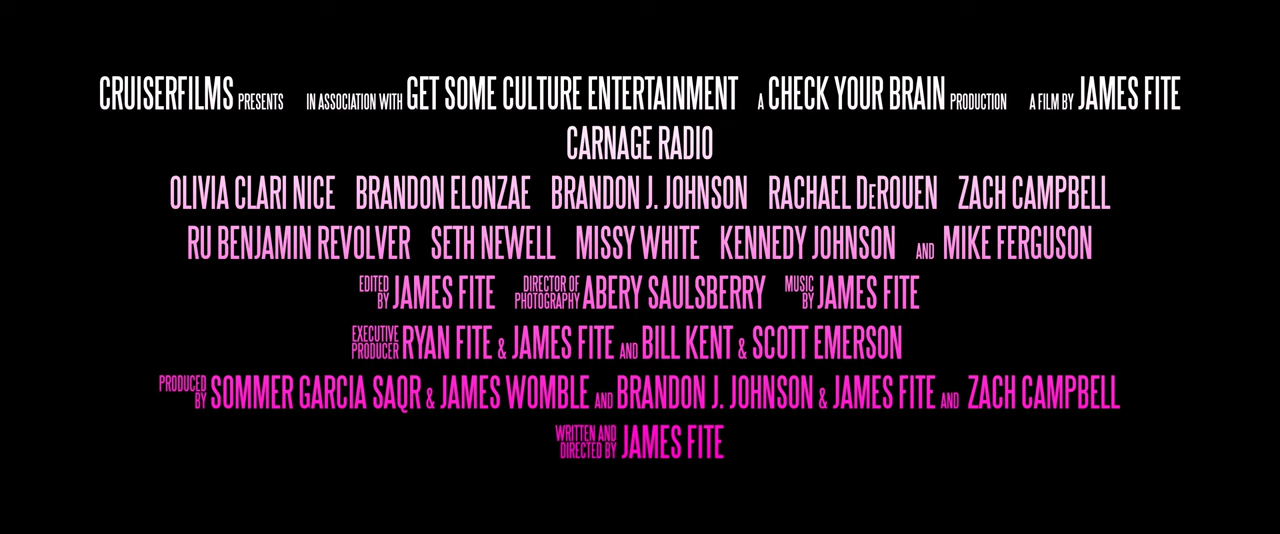 CRUISERFILMS PRESENTS IN ASSOCIATION WITH GET SOME CULTURE ENTERTAINMENT A CHECK YOUR BRAIN PRODUCTION A FILM BY JAMES FITE
CARNAGE RADIO
OLIVIA CLARI NICE BRANDON ELONZAE BRANDON J. JOHNSON RACHAEL DeROUEN ZACH CAMPBELL
RU BENJAMIN REVOLVER SETH NEWELL MISSY WHITE KENNEDY JOHNSON AND MIKE FERGUSON
EDITED BY JAMES FITE DIRECTOR OF PHOTOGRAPHY ABERY SAULSBERRY MUSIC BY JAMES FITE
EXECUTIVE PRODUCER RYAN FITE & JAMES FITE AND BILL KENT & SCOTT EMERSON
PRODUCED BY SOMMER GARCIA SAQR & JAMES WOMBLE AND BRANDON J. JOHNSON & JAMES FITE AND ZACH CAMPBELL
WRITTEN AND DIRECTED BY JAMES FITE